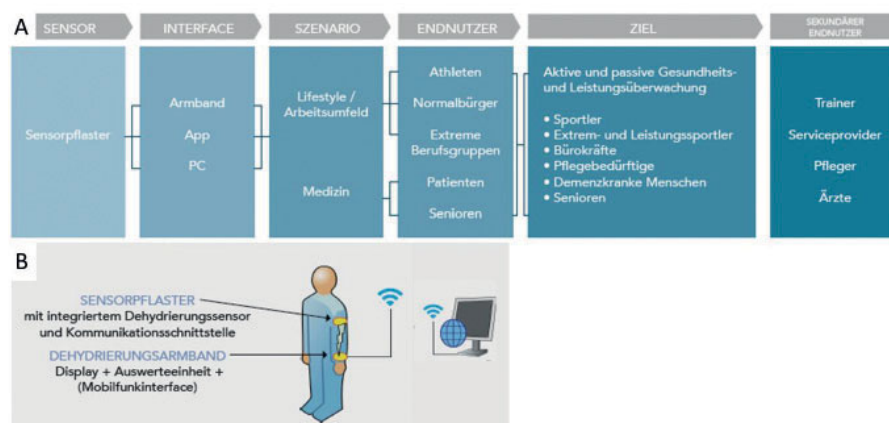 A
SENSOR
INTERFACE
SZENARIO
ENDNUTZER
ZIEL
SEKUNDÄRER
ENDNUTZER
Sensorpflaster
Armband
App
PC
Lifestyle /
Arbeitsumfeld
Medizin
Athleten
Normalbürger
Extreme
Berufsgruppen
Patienten
Senioren
Aktive und passive Gesundheits-
und Leistungsüberwachung
• Sportler
• Extrem- und Leistungssportler
• Bürokräfte
• Pflegebedürftige
• Demenzkranke Menschen
• Senioren
Trainer
Serviceprovider
Pfleger
Ärzte
B
SENSORPFLASTER
mit integriertem Dehydrierungssensor
und Kommunikationsschnittstelle
DEHYDRIERUNGSARMBAND
Display + Auswerteeinheit +
(Mobilfunkinterface)